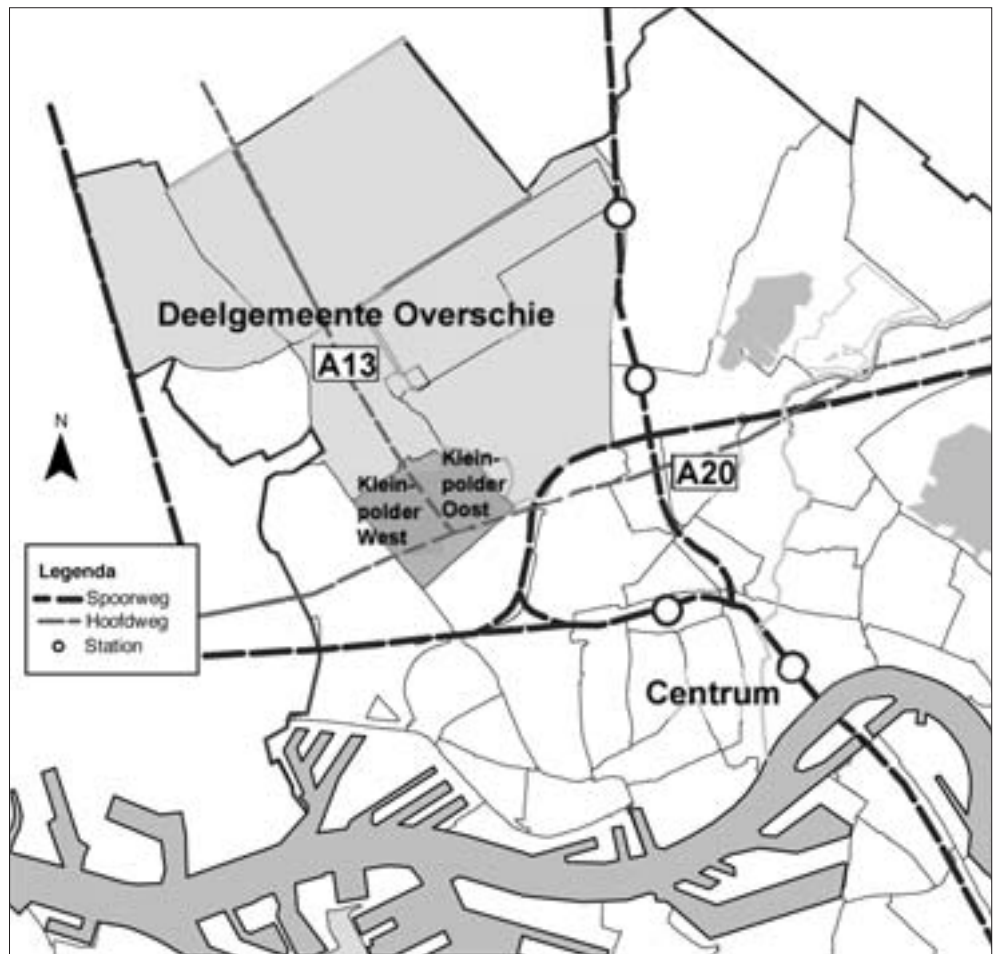 Deelgemeente Overschie
A13
N
Klein-
polder
Oost
Klein-
polder
West
A20
Legenda
Spoorweg
Hoofdweg
Station
Centrum